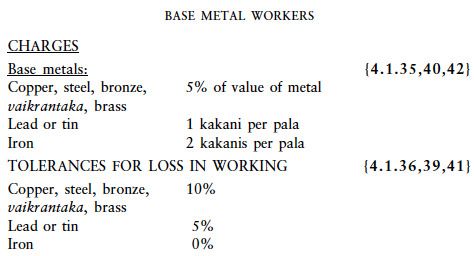 BASE METAL WORKERS
CHARGES
Base metals: {4.1.35,40,42}
Copper, steel, bronze, 5% of value of metal
vaikrantaka, brass
Lead or tin 1 kakani per pala
Iron 2 kakanis per pala
TOLERANCES FOR LOSS IN WORKING {4.1.36,39,41}
Copper, steel, bronze, 10%
vaikrantaka, brass
Lead or tin 5%
Iron 0%